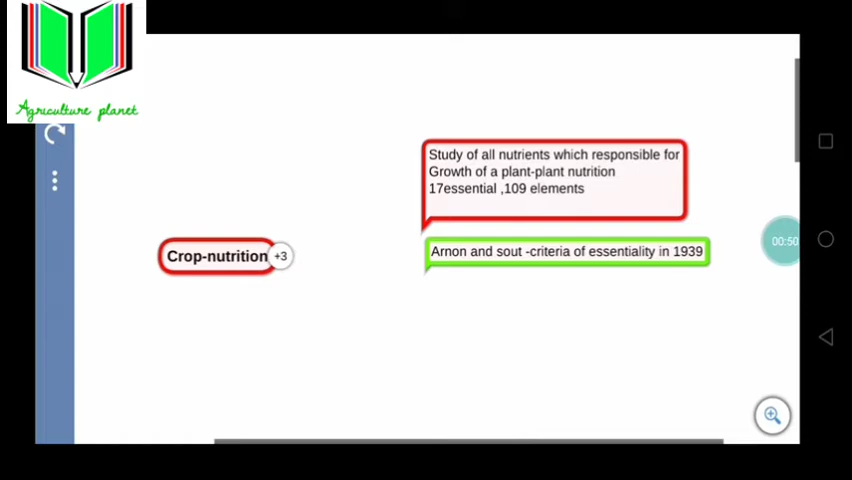 Agriculture planet
Study of all nutrients which responsible for
Growth of a plant-plant nutrition
17essential ,109 elements
Arnon and sout -criteria of essentiality in 1939
Crop-nutrition +3
00:50